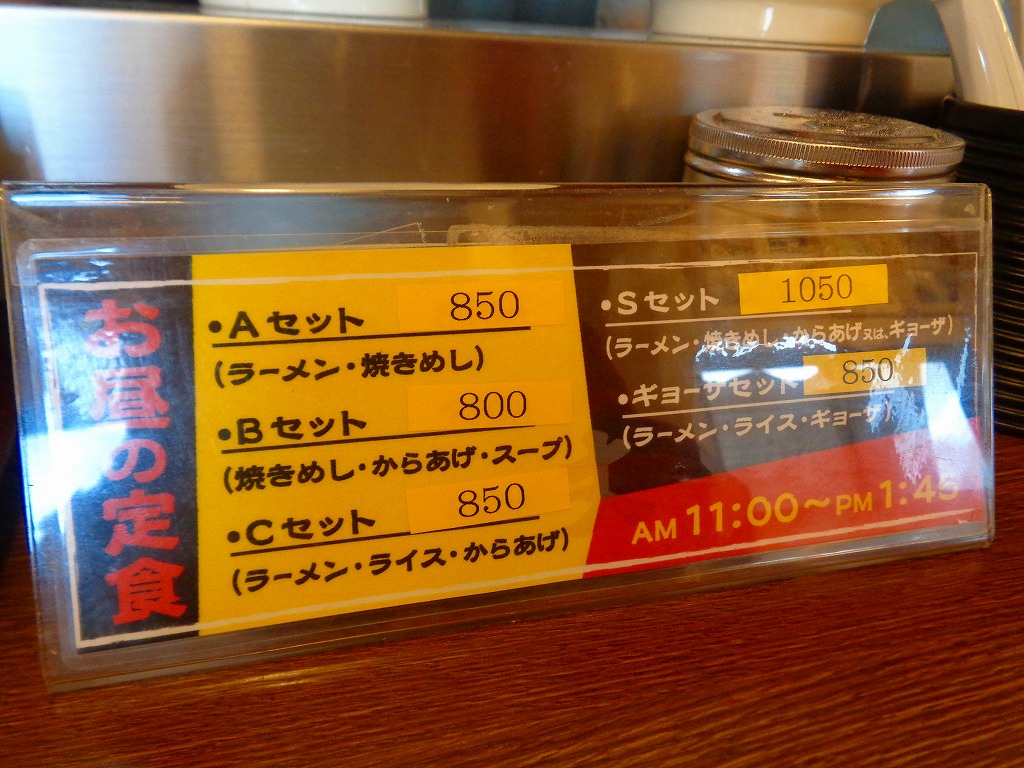 お昼の定食
・Aセット 850
(ラーメン・焼きめし)
・Bセット 800
(焼きめし・からあげ・スープ)
・Cセット 850
(ラーメン・ライス・からあげ)
・Sセット 1050
(ラーメン・焼きめし・からあげ又は、ギョーザ)
・ギョーザセット 850
(ラーメン・ライス・ギョーザ)
AM 11:00～PM 1:45